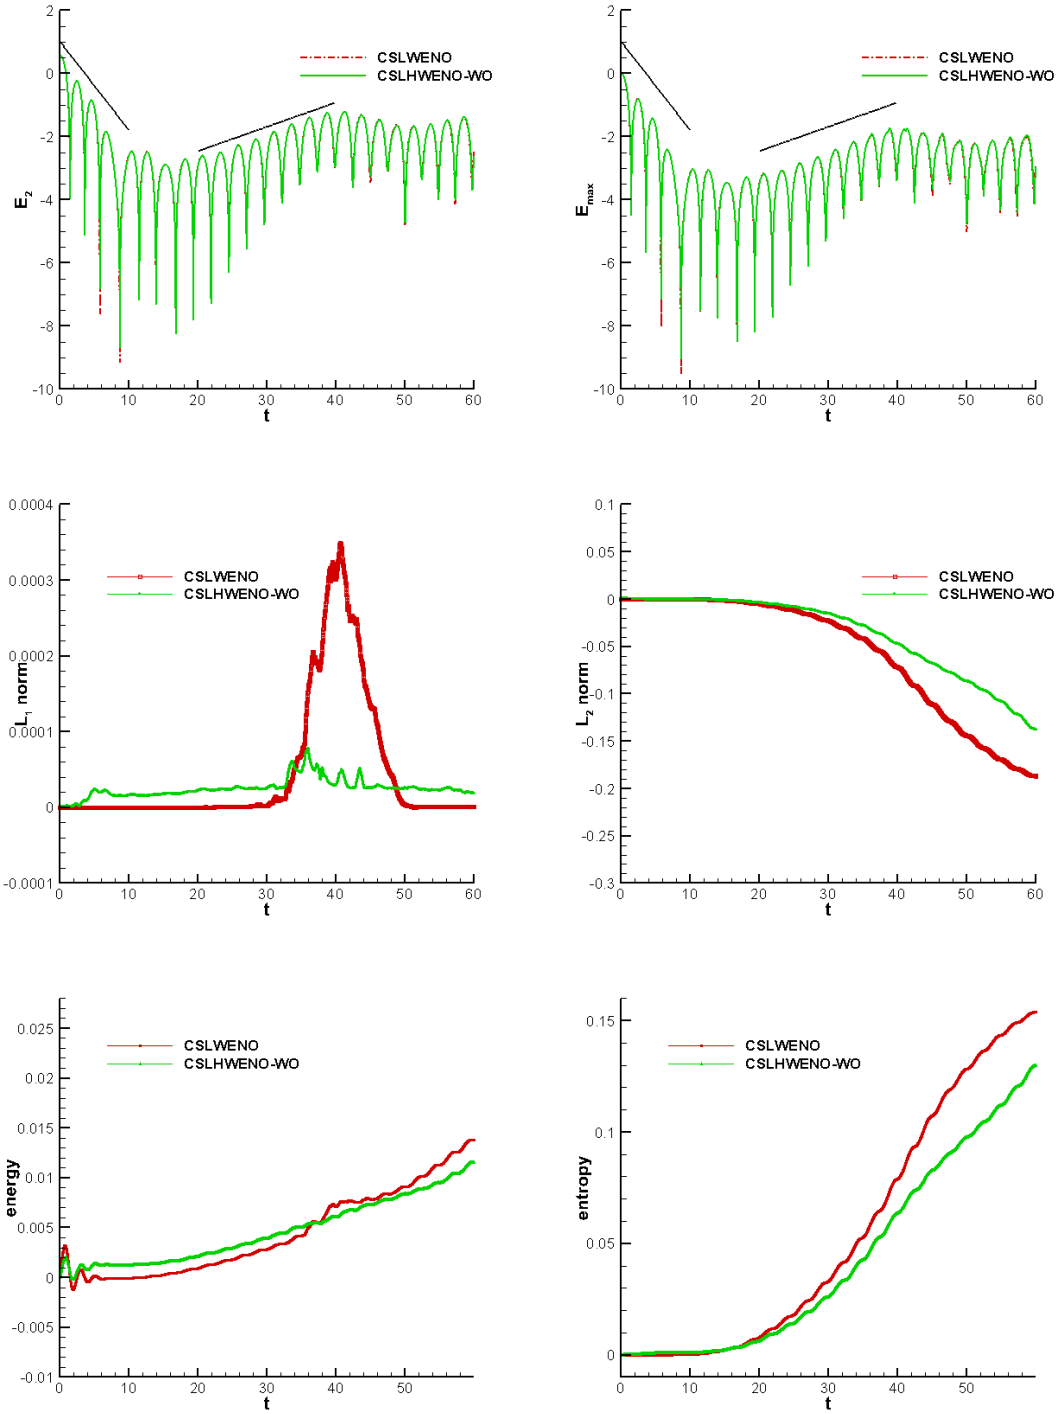 2
0
-2
-4
-6
-8
-10
E2
0 10 20 30 40 50 60
t
CSLWENO
CSLHWENO-WO
2
0
-2
-4
-6
-8
-10
Emax
0 10 20 30 40 50 60
t
CSLWENO
CSLHWENO-WO
0.0004
0.0003
0.0002
0.0001
0
-0.0001
L1 norm
0 10 20 30 40 50 60
t
CSLWENO
CSLHWENO-WO
0.1
0.05
0
-0.05
-0.1
-0.15
-0.2
-0.25
-0.3
L2 norm
0 10 20 30 40 50 60
t
CSLWENO
CSLHWENO-WO
0.025
0.02
0.015
0.01
0.005
0
-0.005
-0.01
energy
0 10 20 30 40 50
t
CSLWENO
CSLHWENO-WO
0.15
0.1
0.05
0
entropy
0 10 20 30 40 50
t
CSLWENO
CSLHWENO-WO